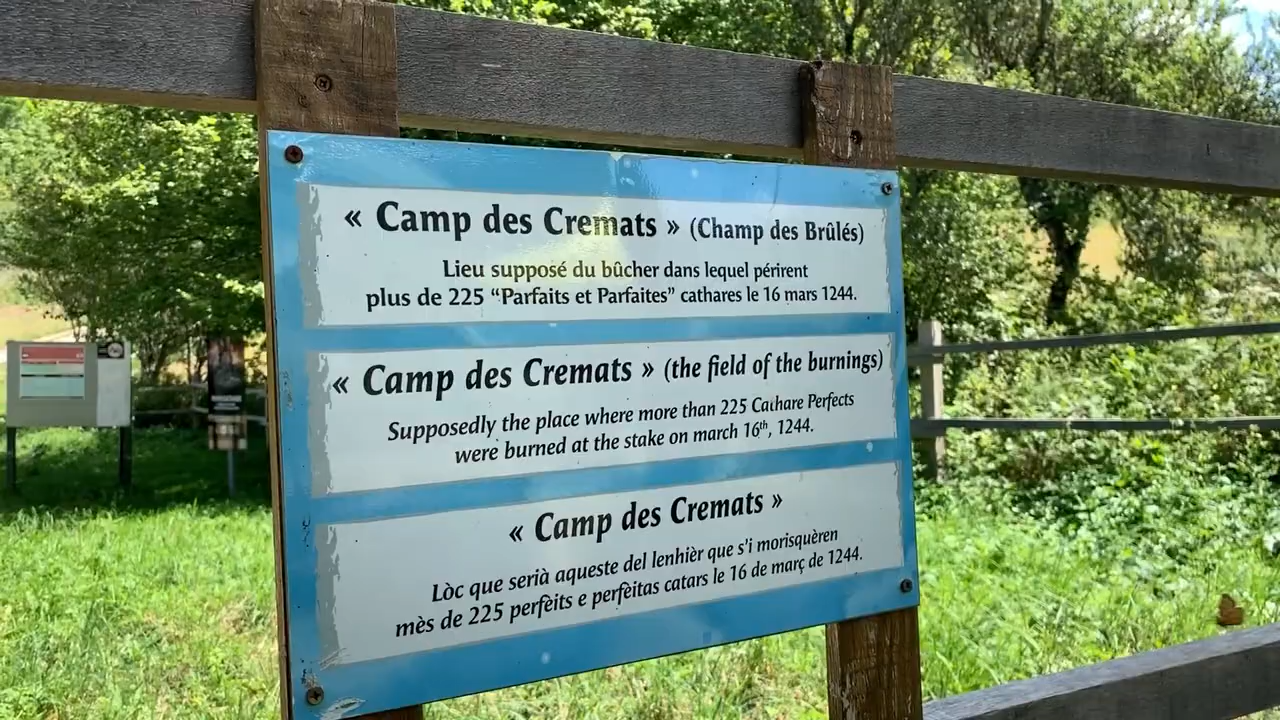 « Camp des Cremats » (Champ des Brûlés)
Lieu supposé du bûcher dans lequel périrent
plus de 225 “Parfaits et Parfaites” cathares le 16 mars 1244.
« Camp des Cremats » (the field of the burnings)
Supposedly the place where more than 225 Cathare Perfects
were burned at the stake on march 16th, 1244.
« Camp des Cremats »
Lòc que serià aqueste del lenhièr que s’i morisquèren
mès de 225 perfèits e perfèitas catars le 16 de març de 1244.